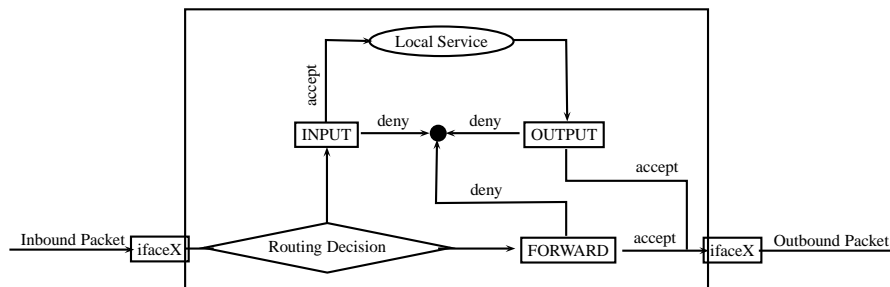 Local Service
accept
INPUT
deny
deny
OUTPUT
deny
accept
Inbound Packet
ifaceX
Routing Decision
FORWARD
accept
ifaceX
Outbound Packet